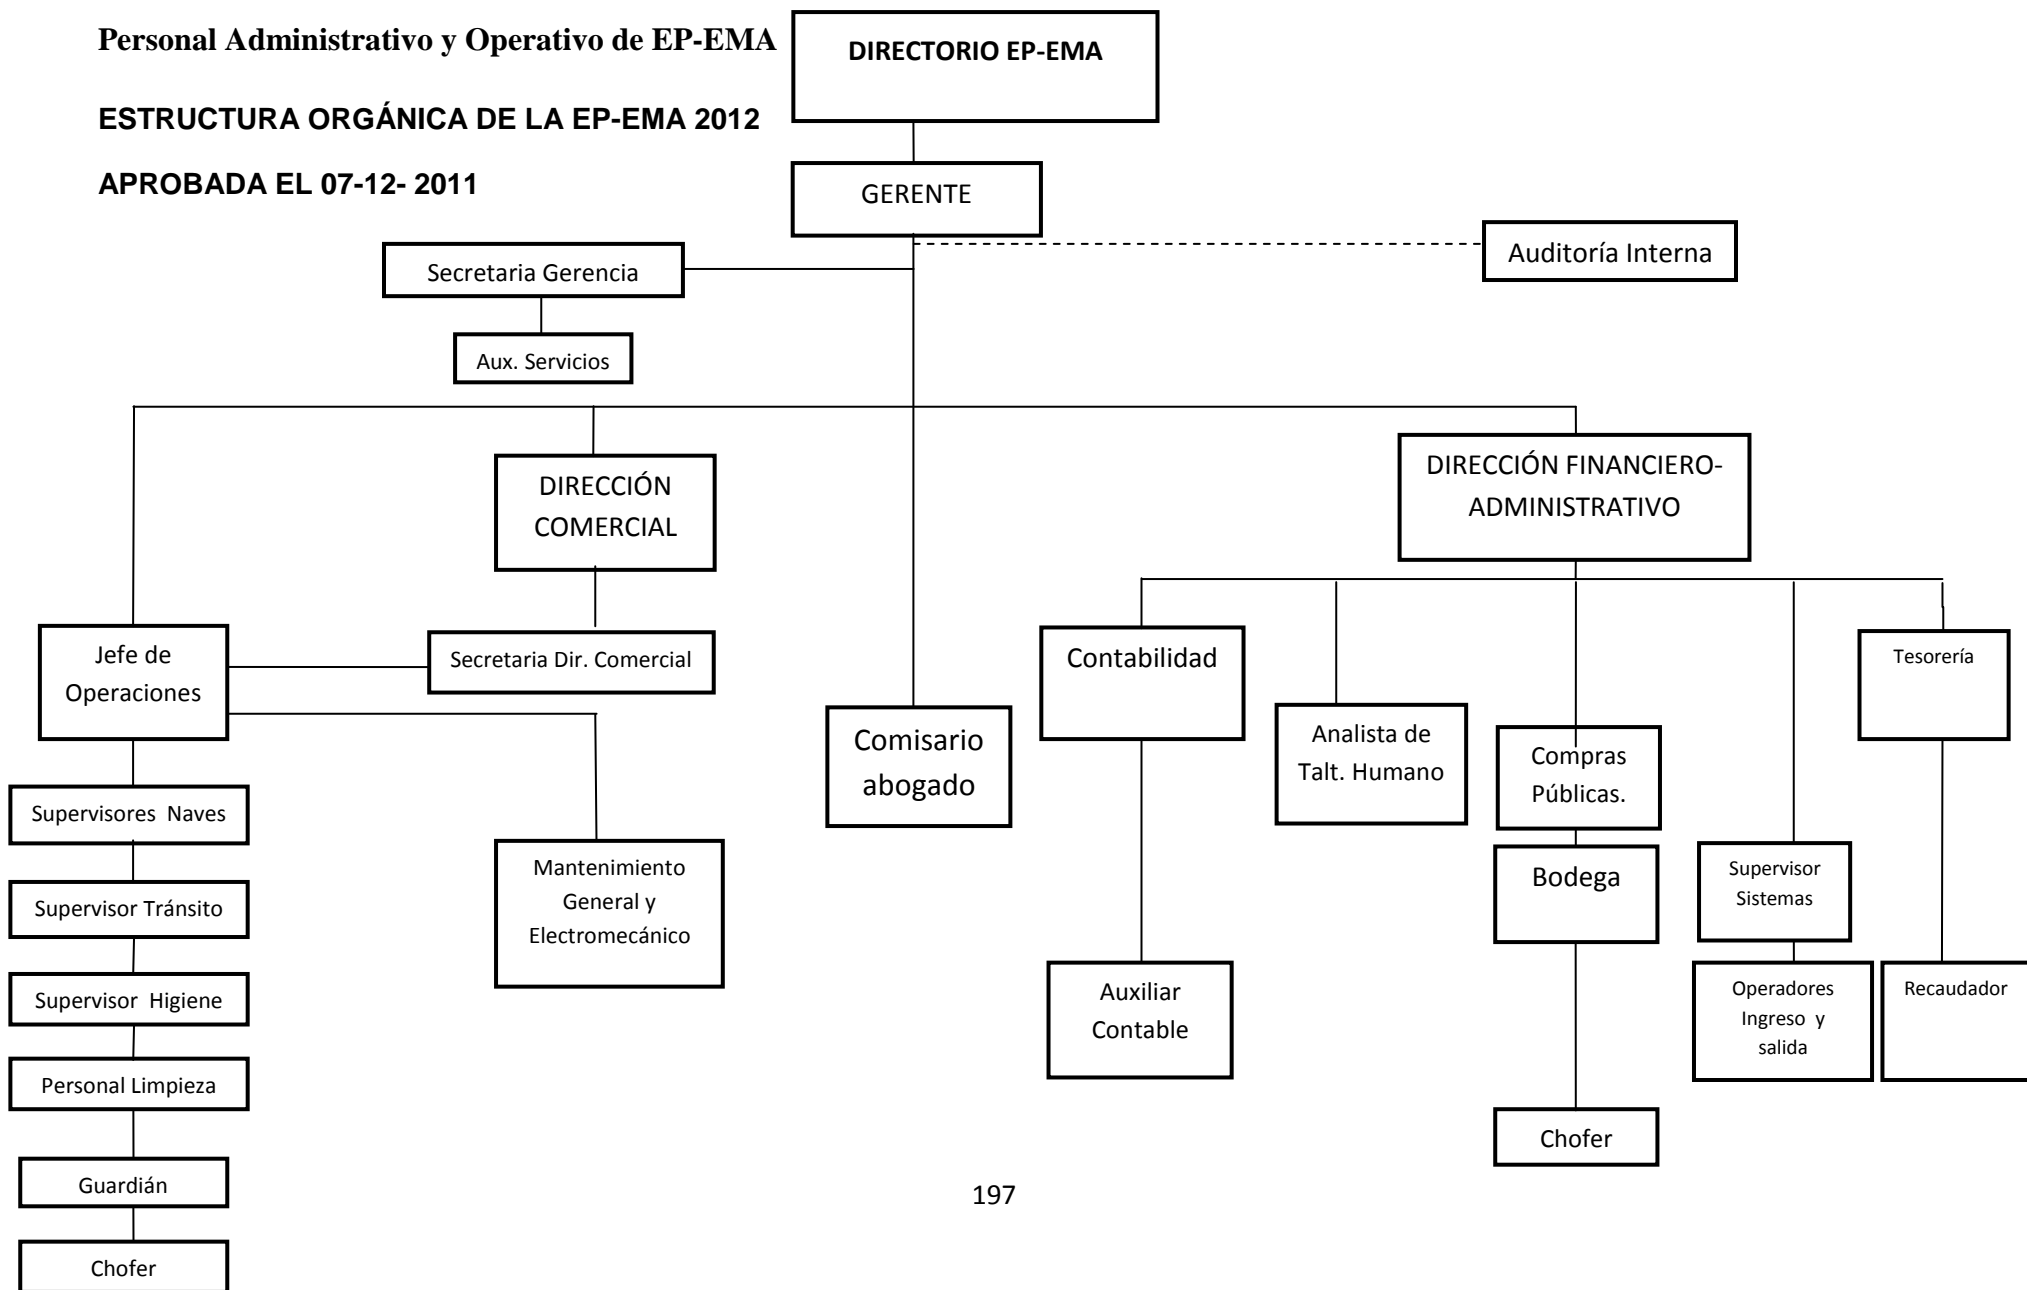 Personal Administrativo y Operativo de EP-EMA
DIRECTORIO EP-EMA
ESTRUCTURA ORGÁNICA DE LA EP-EMA 2012
APROBADA EL 07-12- 2011
GERENTE
Auditoría Interna
Secretaria Gerencia
Aux. Servicios
DIRECCIÓN
COMERCIAL
DIRECCIÓN FINANCIERO-
ADMINISTRATIVO
Jefe de
Operaciones
Secretaria Dir. Comercial
Comisario
abogado
Contabilidad
Analista de
Talt. Humano
Compras
Públicas.
Tesorería
Supervisores  Naves
Supervisor Tránsito
Supervisor  Higiene
Personal Limpieza
Guardián
Chofer
Mantenimiento
General y
Electromecánico
Bodega
Supervisor
Sistemas
Auxiliar
Contable
Operadores
Ingreso  y
salida
Recaudador
Chofer
197